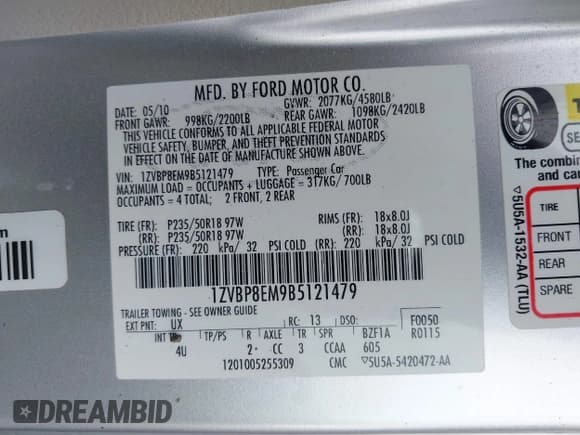 MFD. BY FORD MOTOR CO.
DATE: 05/10 GVWR: 2077KG/4580LB
FRONT GAWR: 998KG/2200LB REAR GAWR: 1098KG/2420LB
THIS VEHICLE CONFORMS TO ALL APPLICABLE FEDERAL MOTOR
VEHICLE SAFETY, BUMPER, AND THEFT PREVENTION STANDARDS
IN EFFECT ON THE DATE OF MANUFACTURE SHOWN ABOVE.
VIN: 1ZVBP8EM9B5121479 TYPE: Passenger Car
MAXIMUM LOAD = OCCUPANTS + LUGGAGE = 317KG/700LB
OCCUPANTS = 4 TOTAL; 2 FRONT, 2 REAR
TIRE (FR): P235/50R18 97W RIMS (FR): 18x8.0J
(RR): P235/50R18 97W (RR): 18x8.0J
PRESSURE (FR) 220 kPa/ 32 PSI COLD (RR) 220 kPa/ 32 PSI COLD
1ZVBP8EM9B5121479
TRAILER TOWING - SEE OWNER GUIDE
EXT PNT: UX RC: 13 DSO: F0050
INT TR TP/PS R AXLE TR SPR BZF1A R0115
4U 2- CC 3 CCAA 605
1201005255309 CMC ▽5U5A-5420472-AA
SE
The combin
and car
TIRE
FRONT
REAR
SPARE
▽5U5A-1532-AA (TLU)
m
DREAMBID